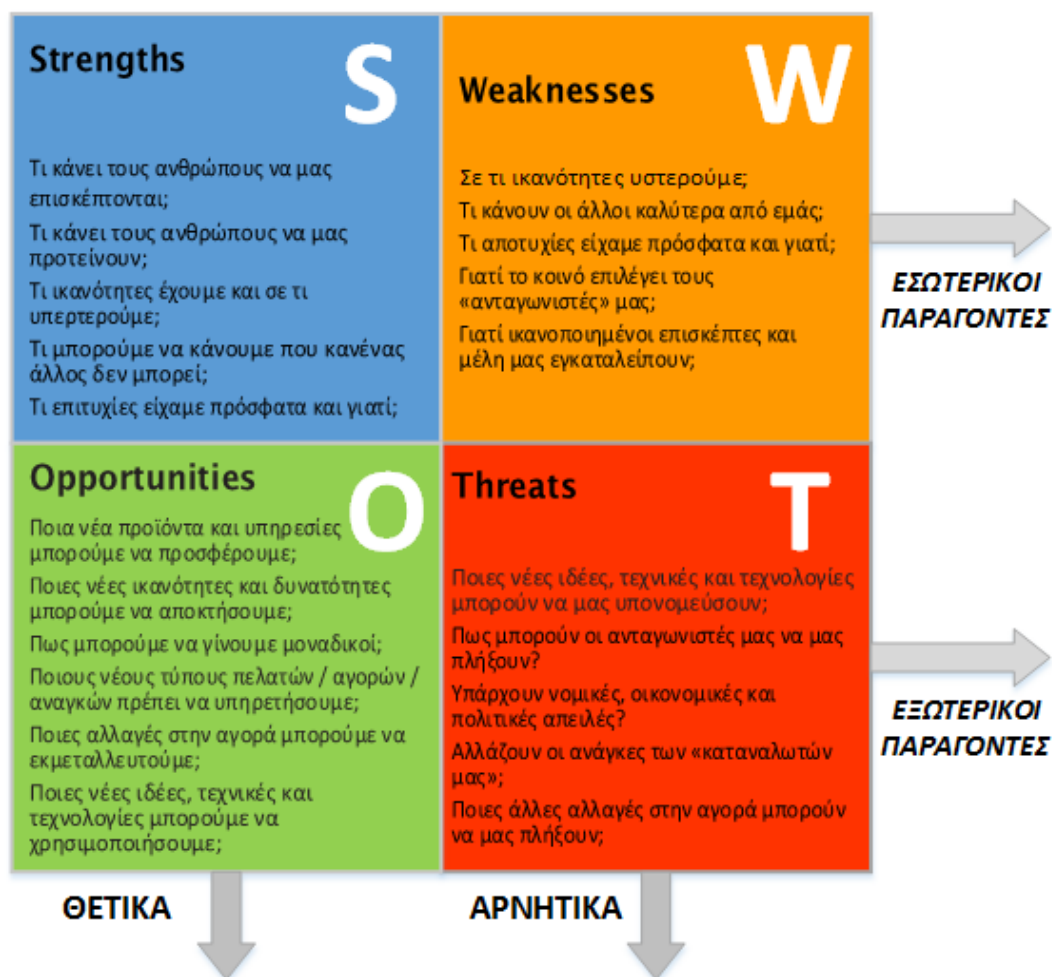 Strengths
S
Τι κάνει τους ανθρώπους να μας
επισκέπτονται;
Τι κάνει τους ανθρώπους να μας
προτείνουν;
Τι ικανότητες έχουμε και σε τι
υπερτερούμε;
Τι μπορούμε να κάνουμε που κανένας
άλλος δεν μπορεί;
Τι επιτυχίες είχαμε πρόσφατα και γιατί;
Weaknesses
W
Σε τι ικανότητες υστερούμε;
Τι κάνουν οι άλλοι καλύτερα από εμάς;
Τι αποτυχίες είχαμε πρόσφατα και γιατί;
Γιατί το κοινό επιλέγει τους
«ανταγωνιστές» μας;
Γιατί ικανοποιημένοι επισκέπτες και
μέλη μας εγκαταλείπουν;
ΕΣΩΤΕΡΙΚΟΙ
ΠΑΡΑΓΟΝΤΕΣ
Opportunities
O
Ποια νέα προϊόντα και υπηρεσίες
μπορούμε να προσφέρουμε;
Ποιες νέες ικανότητες και δυνατότητες
μπορούμε να αποκτήσουμε;
Πως μπορούμε να γίνουμε μοναδικοί;
Ποιους νέους τύπους πελατών / αγορών /
αναγκών πρέπει να υπηρετήσουμε;
Ποιες αλλαγές στην αγορά μπορούμε να
εκμεταλλευτούμε;
Ποιες νέες ιδέες, τεχνικές και
τεχνολογίες μπορούμε να
χρησιμοποιήσουμε;
Threats
T
Ποιες νέες ιδέες, τεχνικές και τεχνολογίες
μπορούν να μας υπονομεύσουν;
Πως μπορούν οι ανταγωνιστές μας να μας
πλήξουν?
Υπάρχουν νομικές, οικονομικές και
πολιτικές απειλές?
Αλλάζουν οι ανάγκες των «καταναλωτών
μας»;
Ποιες άλλες αλλαγές στην αγορά μπορούν
να μας πλήξουν;
ΕΞΩΤΕΡΙΚΟΙ
ΠΑΡΑΓΟΝΤΕΣ
ΘΕΤΙΚΑ
ΑΡΝΗΤΙΚΑ